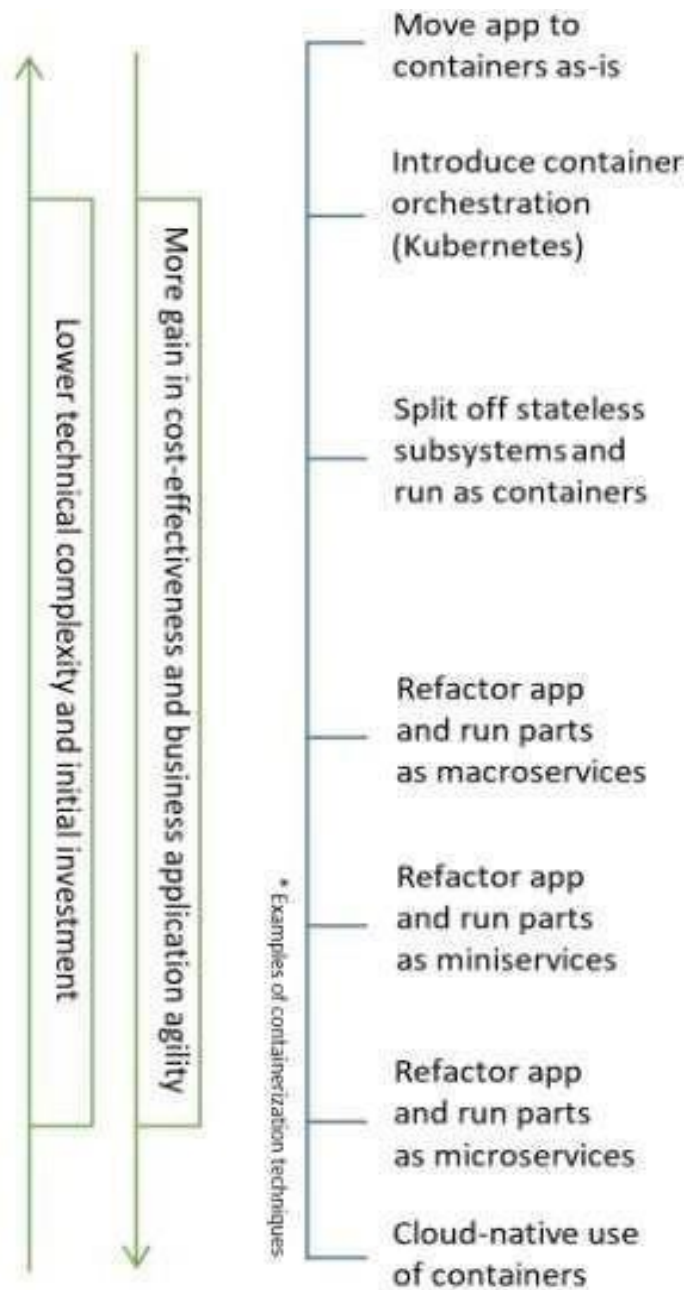 Move app to
containers as-is
Introduce container
orchestration
(Kubernetes)
Split off stateless
subsystems and
run as containers
Refactor app
and run parts
as macroservices
Refactor app
and run parts
as miniservices
Refactor app
and run parts
as microservices
Cloud-native use
of containers
Lower technical complexity and initial investment
More gain in cost-effectiveness and business application agility
* Examples of containerization techniques